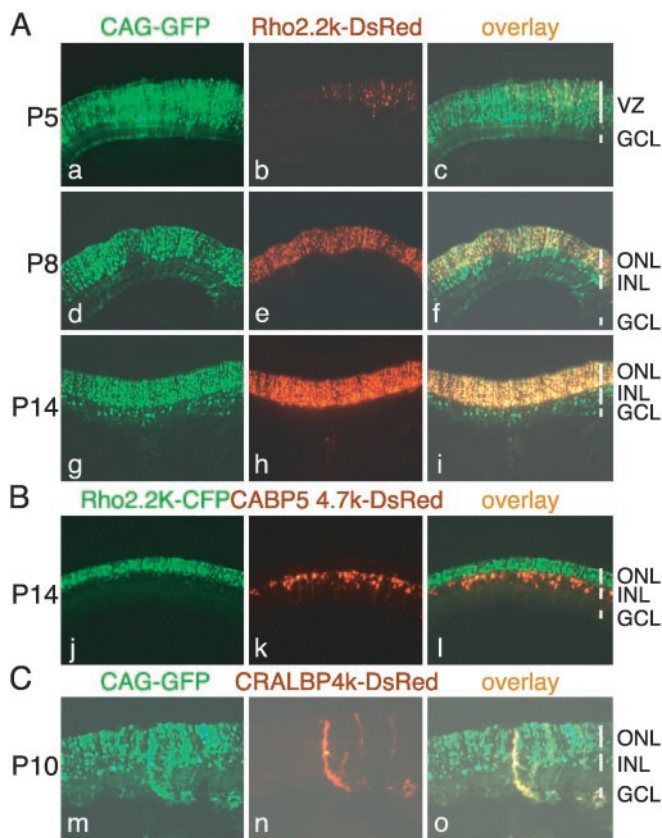 A CAG-GFP Rho2.2k-DsRed overlay
P5 VZ
GCL
a b c
P8 ONL
INL
GCL
d e f
P14 ONL
INL
GCL
g h i
B Rho2.2K-CFP CABP5 4.7k-DsRed overlay
P14 ONL
INL
GCL
j k l
C CAG-GFP CRALBP4k-DsRed overlay
P10 ONL
INL
GCL
m n o